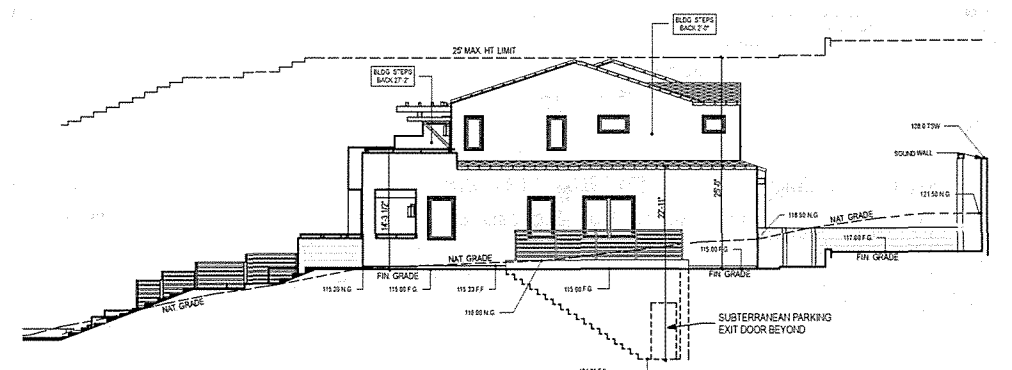 BLDG STEPS
BACK 2'-0"
25' MAX. HT LIMIT
BLDG STEPS
BACK 27'-2"
128.0 TSW
SOUND WALL
121.50 N.G.
14'-3 1/2"
27'-11"
25'-0"
118.50 N.G.
NAT. GRADE
117.00 F.G.
FIN GRADE
115.00 F.G.
NAT GRADE
FIN GRADE
FIN GRADE
115.20 N.G.
115.00 F.G.
115.33 F.F.
115.00 F.G.
NAT. GRADE
SUBTERRANEAN PARKING
EXIT DOOR BEYOND